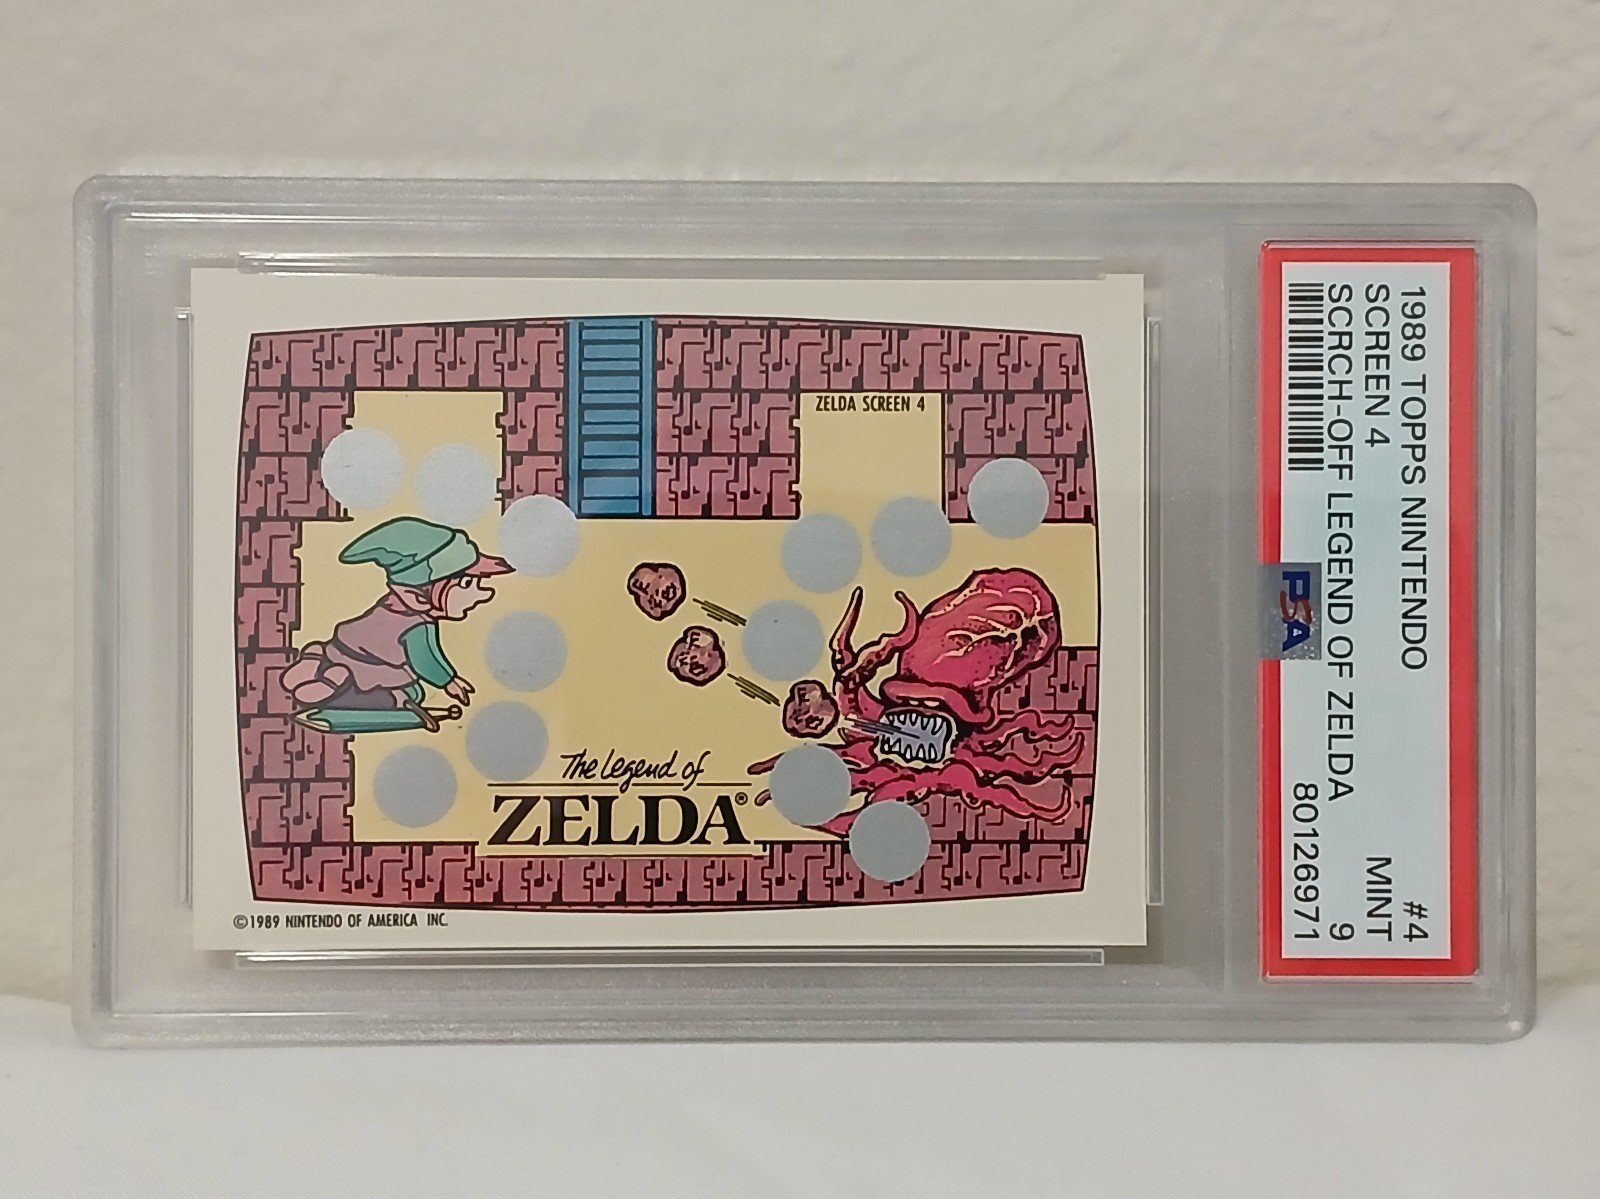 ZELDA SCREEN 4
The Legend of
ZELDA®
©1989 NINTENDO OF AMERICA INC.
1989 TOPPS NINTENDO #4
SCREEN 4 MINT
SCRCH-OFF LEGEND OF ZELDA 9
80126971
PSA